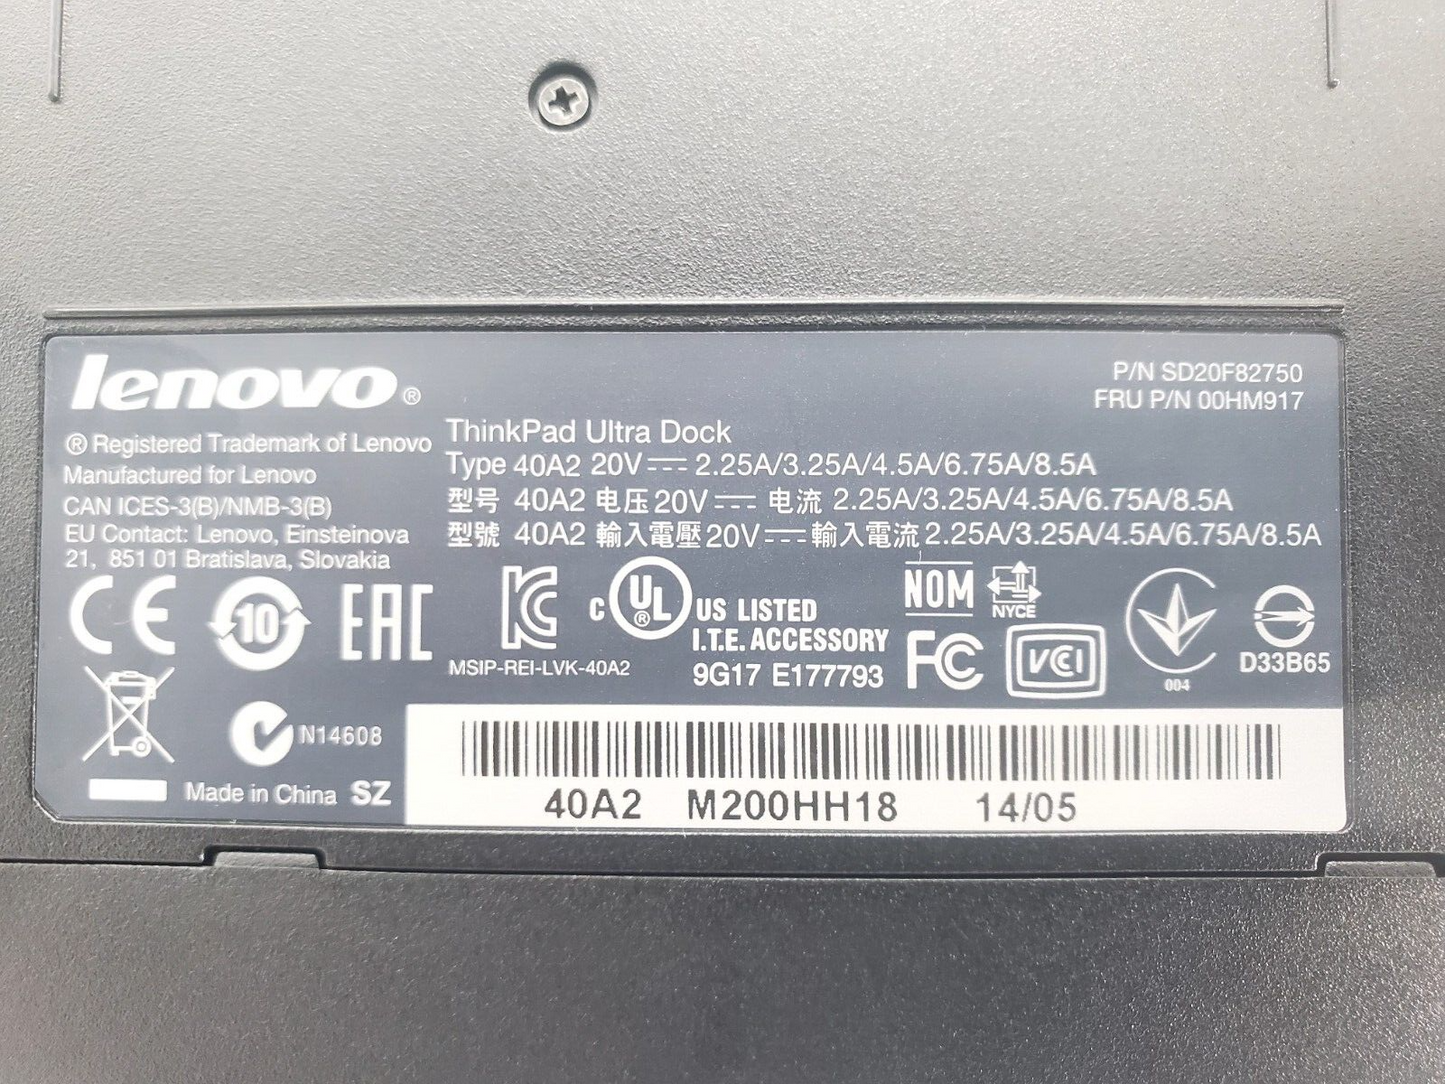 lenovo®
® Registered Trademark of Lenovo
Manufactured for Lenovo
CAN ICES-3(B)/NMB-3(B)
EU Contact: Lenovo, Einsteinova
21, 851 01 Bratislava, Slovakia
P/N SD20F82750
FRU P/N 00HM917
ThinkPad Ultra Dock
Type 40A2 20V⎓2.25A/3.25A/4.5A/6.75A/8.5A
型号 40A2 电压20V⎓ 电流 2.25A/3.25A/4.5A/6.75A/8.5A
型號 40A2 輸入電壓20V⎓輸入電流2.25A/3.25A/4.5A/6.75A/8.5A
CE 10 EAC KC
MSIP-REI-LVK-40A2
C UL® US LISTED
I.T.E. ACCESSORY
9G17 E177793
NOM NYCE
FC CCI
004
D33B65
N14608
Made in China SZ
40A2 M200HH18 14/05